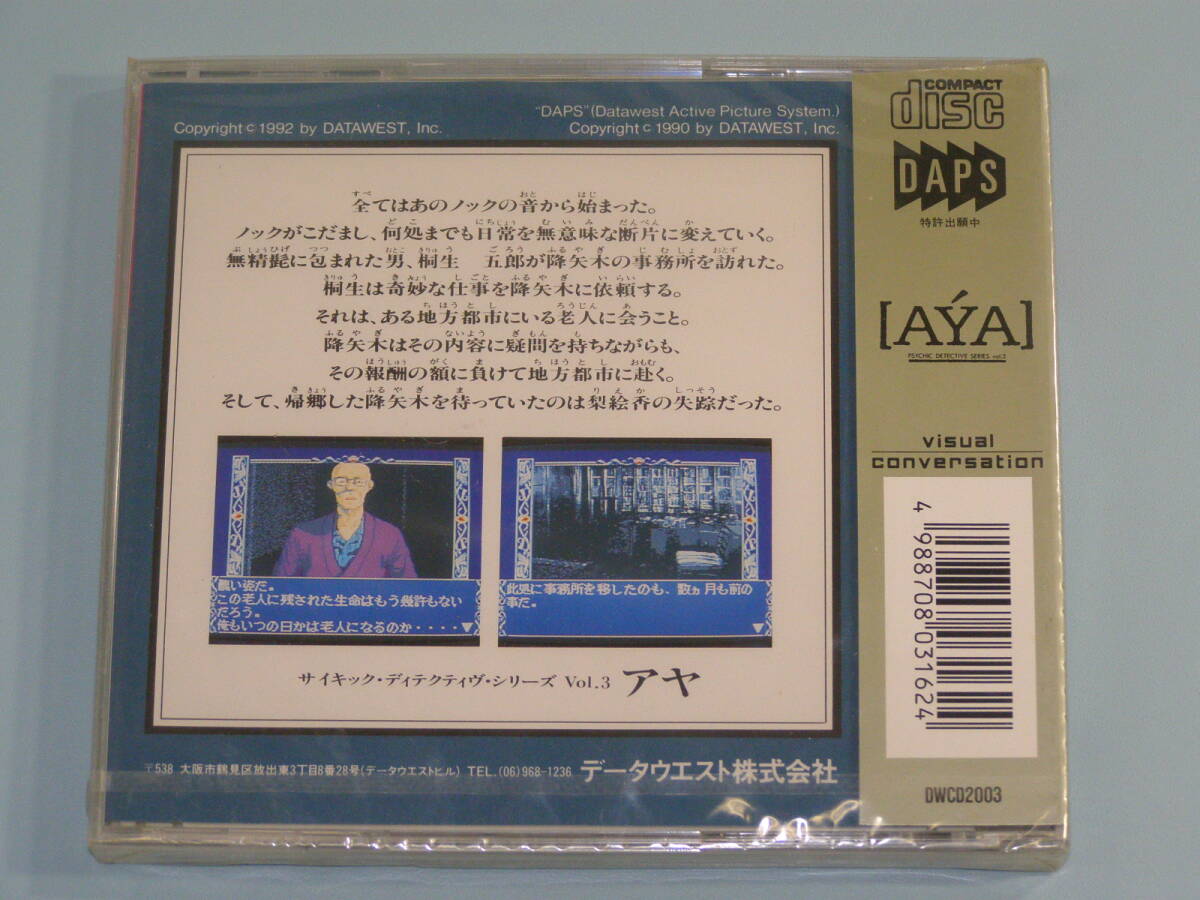 "DAPS"(Datawest Active Picture System.)
Copyright © 1992 by DATAWEST, Inc.
Copyright © 1990 by DATAWEST, Inc.
全てはあのノックの音から始まった。
ノックがこだまし、何処までも日常を無意味な断片に変えていく。
無精髭に包まれた男、桐生 五郎が降矢木の事務所を訪れた。
桐生は奇妙な仕事を降矢木に依頼する。
それは、ある地方都市にいる老人に会うこと。
降矢木はその内容に疑問を持ちながらも、
その報酬の額に負けて地方都市に赴く。
そして、帰郷した降矢木を待っていたのは梨絵香の失踪だった。
醜い姿だ。
この老人に残された生命はもう幾許もない
だろう。
俺もいつの日かは老人になるのか・・・・▼
此処に事務所を移したのも、数ヵ月も前の
事だ。
▼
サイキック・ディテクティヴ・シリーズ Vol.3 アヤ
〒538 大阪市鶴見区放出東3丁目8番28号(データウエストビル) TEL.(06)968-1236 データウエスト株式会社
COMPACT
disc
DAPS
特許出願中
[AÝA]
PSYCHIC DETECTIVE SERIES vol.3
visual
conversation
4 988708 031624
DWCD2003